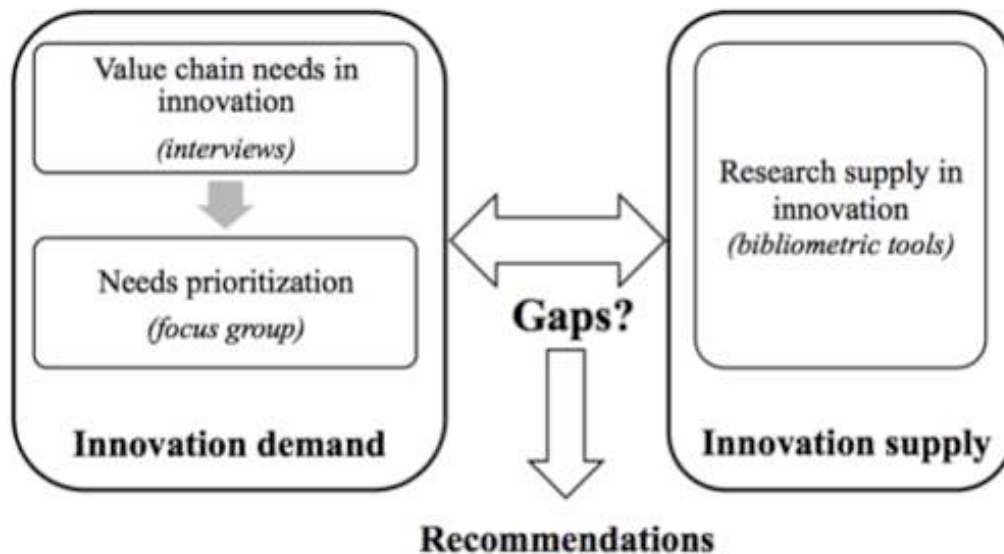 Value chain needs in
innovation
(interviews)
Needs prioritization
(focus group)
Innovation demand
Gaps?
Recommendations
Research supply in
innovation
(bibliometric tools)
Innovation supply